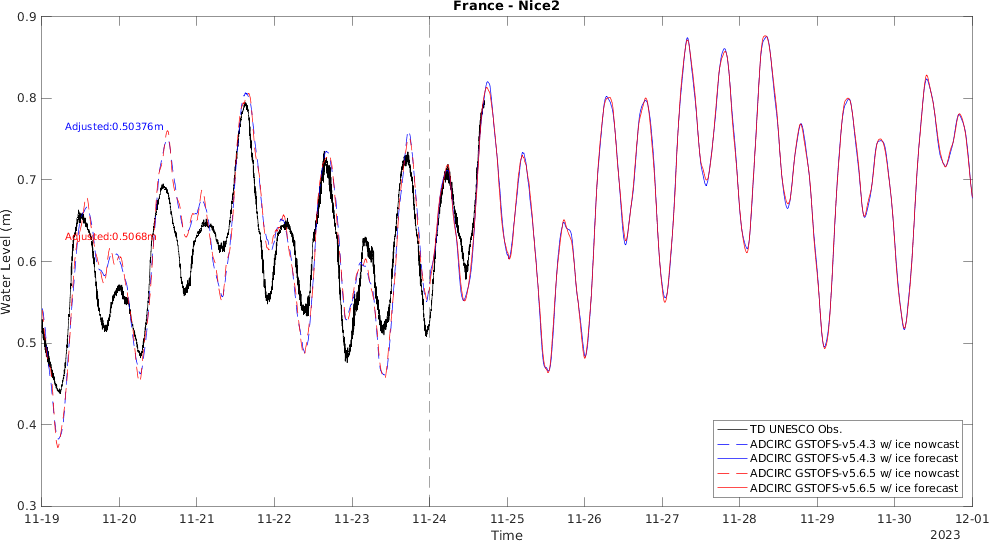 France - Nice2
0.9
0.8
0.7
0.6
0.5
0.4
0.3
Water Level (m)
Adjusted:0.50376m
Adjusted:0.5068m
TD UNESCO Obs.
ADCIRC GSTOFS-v5.4.3 w/ ice nowcast
ADCIRC GSTOFS-v5.4.3 w/ ice forecast
ADCIRC GSTOFS-v5.6.5 w/ ice nowcast
ADCIRC GSTOFS-v5.6.5 w/ ice forecast
11-19 11-20 11-21 11-22 11-23 11-24 11-25 11-26 11-27 11-28 11-29 11-30 12-01
Time
2023